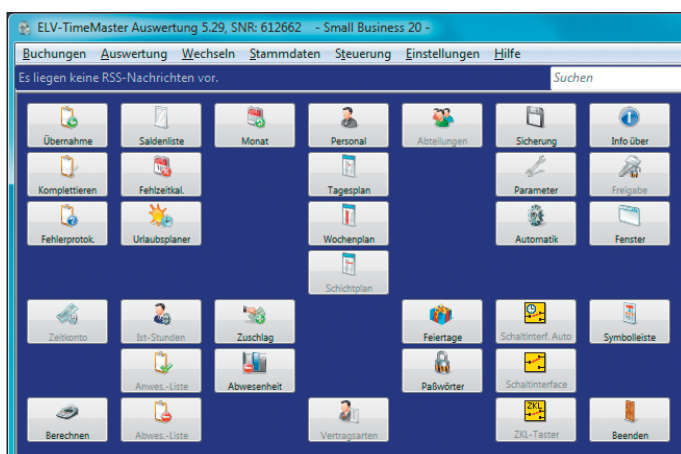 ELV-TimeMaster Auswertung 5.29, SNR: 612662 - Small Business 20 -
Buchungen Auswertung Wechseln Stammdaten Steuerung Einstellungen Hilfe
Es liegen keine RSS-Nachrichten vor. Suchen
Übernahme Saldenliste Monat Personal Abteilungen Sicherung Info über
Komplettieren Fehlzeitkal. Tagesplan Parameter Freigabe
Fehlerprotok. Urlaubsplaner Wochenplan Automatik Fenster
Schichtplan
Zeitkonto Ist-Stunden Zuschlag Feiertage Schaltinterf. Auto Symbolleiste
Anwes.-Liste Abwesenheit Paßwörter Schaltinterface
ZKL
Berechnen Abwes.-Liste Vertragsarten ZKL-Taster Beenden